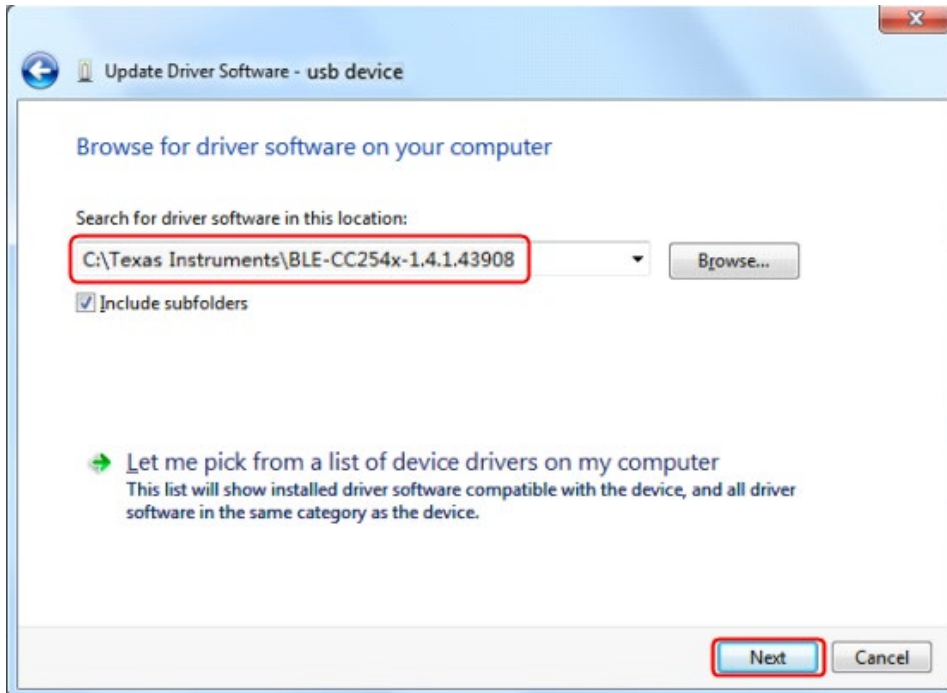 Update Driver Software - usb device
Browse for driver software on your computer
Search for driver software in this location:
C:\Texas Instruments\BLE-CC254x-1.4.1.43908
Browse...
Include subfolders
Let me pick from a list of device drivers on my computer
This list will show installed driver software compatible with the device, and all driver
software in the same category as the device.
Next
Cancel